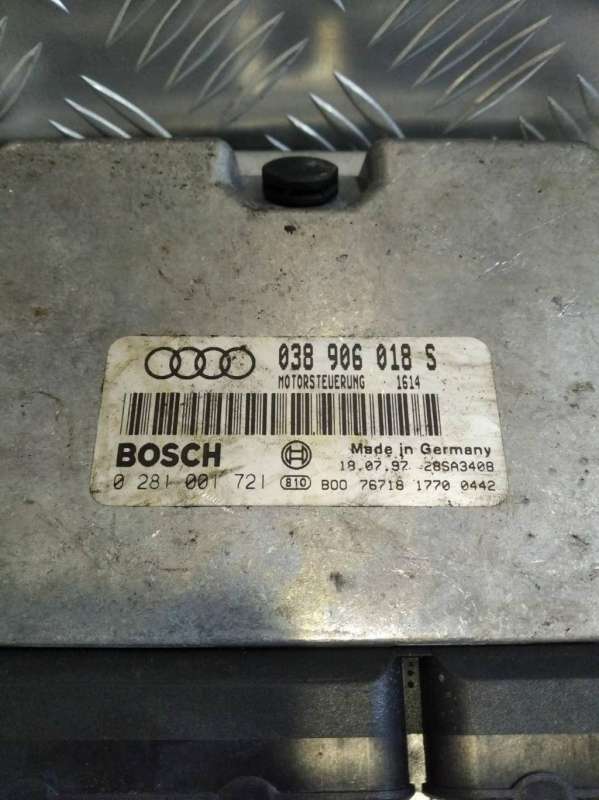 038 906 018 S
MOTORSTEUERUNG 1614
BOSCH Made in Germany
18.07.97 28SA3408
0 281 001 721 810 B00 76718 1770 0442